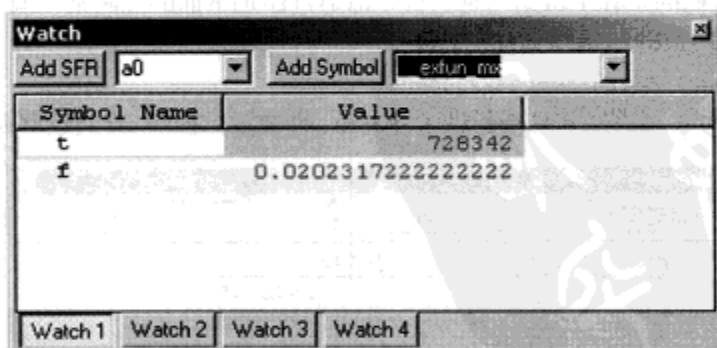 Watch
Add SFR a0 Add Symbol _exfun_mx
Symbol Name Value
t 728342
f 0.0202317222222222
Watch 1 Watch 2 Watch 3 Watch 4